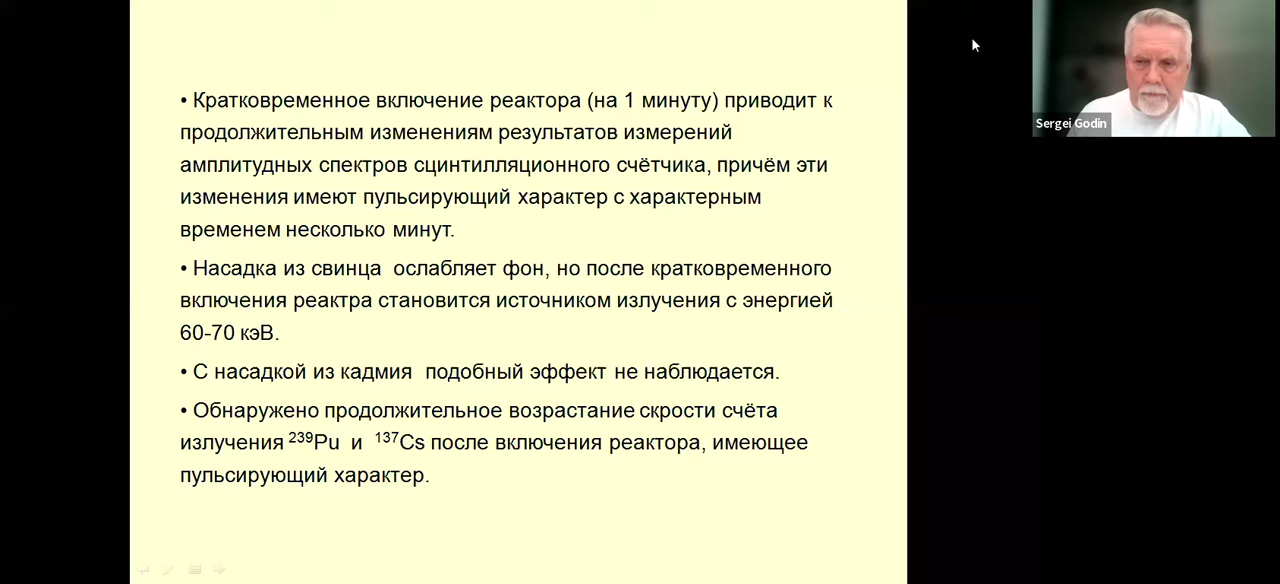 • Кратковременное включение реактора (на 1 минуту) приводит к
продолжительным изменениям результатов измерений
амплитудных спектров сцинтилляционного счётчика, причём эти
изменения имеют пульсирующий характер с характерным
временем несколько минут.
• Насадка из свинца ослабляет фон, но после кратковременного
включения реактра становится источником излучения с энергией
60-70 кэВ.
• С насадкой из кадмия подобный эффект не наблюдается.
• Обнаружено продолжительное возрастание скрости счёта
излучения ²³⁹Pu и ¹³⁷Cs после включения реактора, имеющее
пульсирующий характер.
Sergei Godin